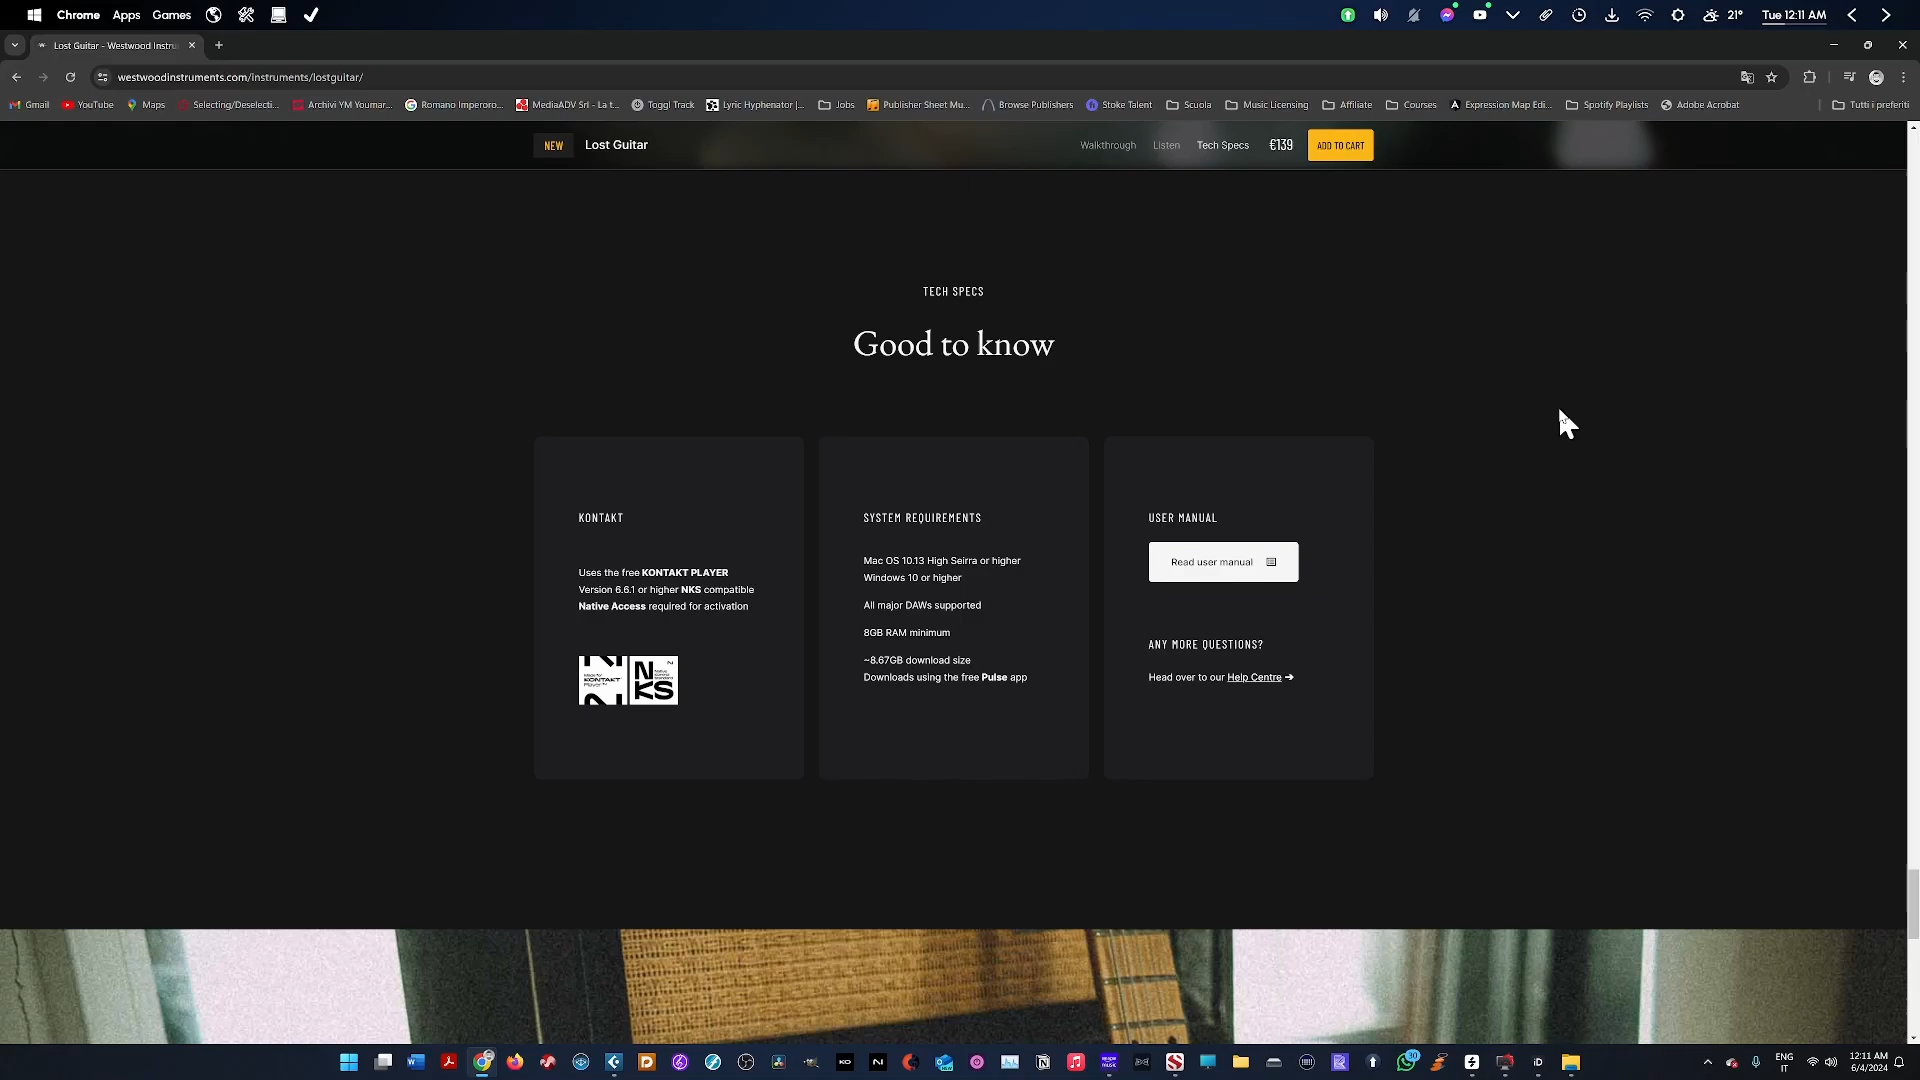 Chrome Apps Games
21° Tue 12:11 AM
Lost Guitar - Westwood Instru
westwoodinstruments.com/instruments/lostguitar/
Gmail YouTube Maps Selecting/Deselecti... Archivi YM Youmar... Romano Imperoro... MediaADV Srl - La t... Toggl Track Lyric Hyphenator |... Jobs Publisher Sheet Mu... Browse Publishers Stoke Talent Scuola Music Licensing Affiliate Courses Expression Map Edi... Spotify Playlists Adobe Acrobat Tutti i preferiti
NEW Lost Guitar Walkthrough Listen Tech Specs €139 ADD TO CART
TECH SPECS
Good to know
KONTAKT
Uses the free KONTAKT PLAYER
Version 6.6.1 or higher NKS compatible
Native Access required for activation
KONTAKT
NKS
SYSTEM REQUIREMENTS
Mac OS 10.13 High Seirra or higher
Windows 10 or higher
All major DAWs supported
8GB RAM minimum
~8.67GB download size
Downloads using the free Pulse app
USER MANUAL
Read user manual
ANY MORE QUESTIONS?
Head over to our Help Centre →
30
ENG
IT
12:11 AM
6/4/2024